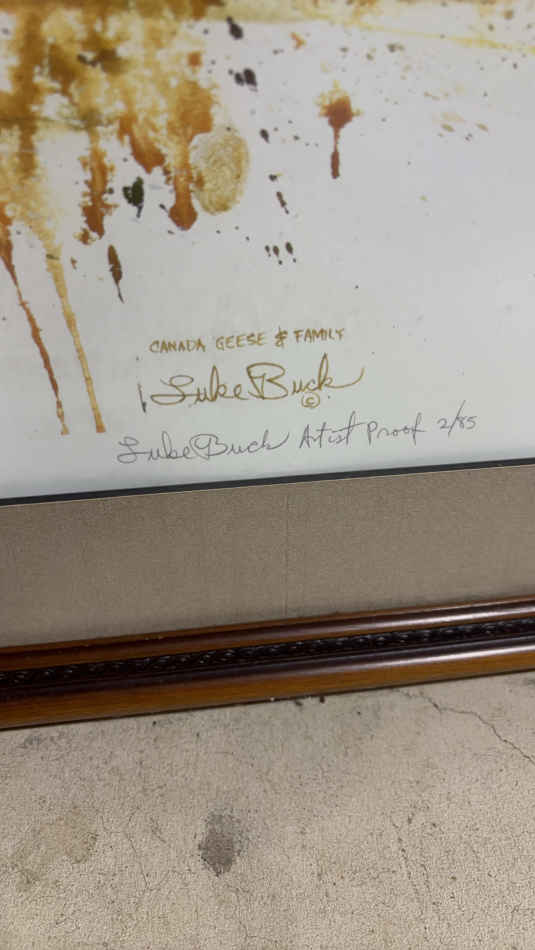 CANADA GEESE & FAMILY
Luke Buck
©
Luke Buck Artist Proof 2/85